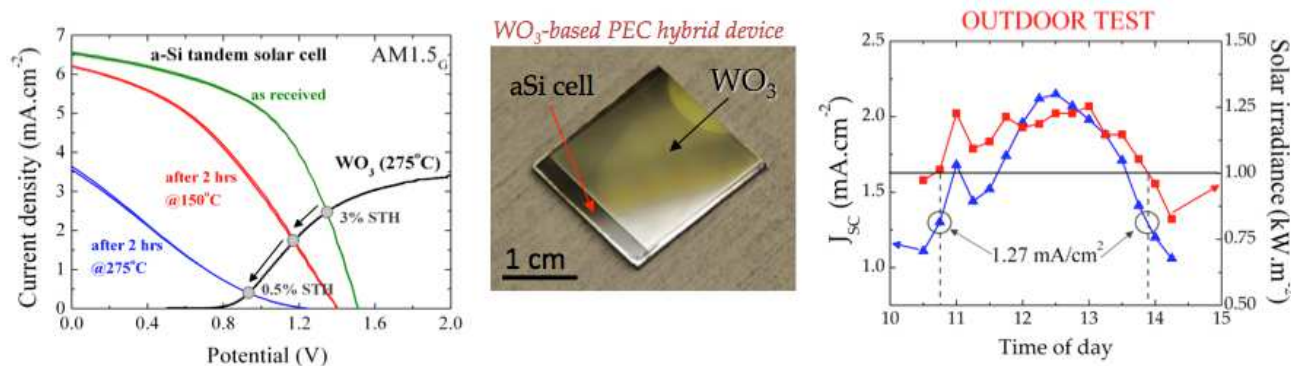 7
6
5
4
3
2
1
0
Current density (mA.cm⁻²)
a-Si tandem solar cell
AM1.5G
as received
WO₃ (275°C)
after 2 hrs
@150°C
3% STH
after 2 hrs
@275°C
0.5% STH
0.0 0.4 0.8 1.2 1.6 2.0
Potential (V)
WO₃-based PEC hybrid device
aSi cell
WO₃
1 cm
OUTDOOR TEST
2.5
2.0
1.5
1.0
J_SC (mA.cm⁻²)
1.27 mA/cm²
1.50
1.25
1.00
0.75
0.50
Solar irradiance (kW.m⁻²)
10 11 12 13 14 15
Time of day